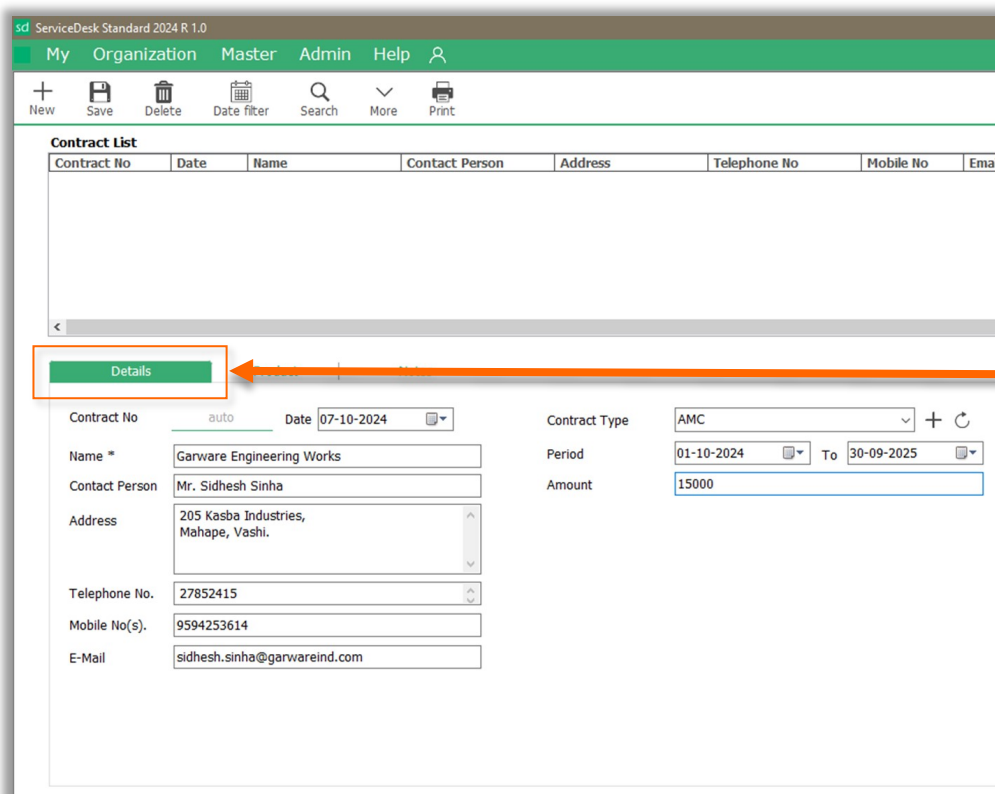 sd ServiceDesk Standard 2024 R 1.0
My Organization Master Admin Help
New Save Delete Date filter Search More Print
Contract List
Contract No Date Name Contact Person Address Telephone No Mobile No Ema
Details
Contract No auto Date 07-10-2024 Contract Type AMC
Name * Garware Engineering Works Period 01-10-2024 To 30-09-2025
Contact Person Mr. Sidhesh Sinha Amount 15000
Address 205 Kasba Industries,
Mahape, Vashi.
Telephone No. 27852415
Mobile No(s). 9594253614
E-Mail sidhesh.sinha@garwareind.com